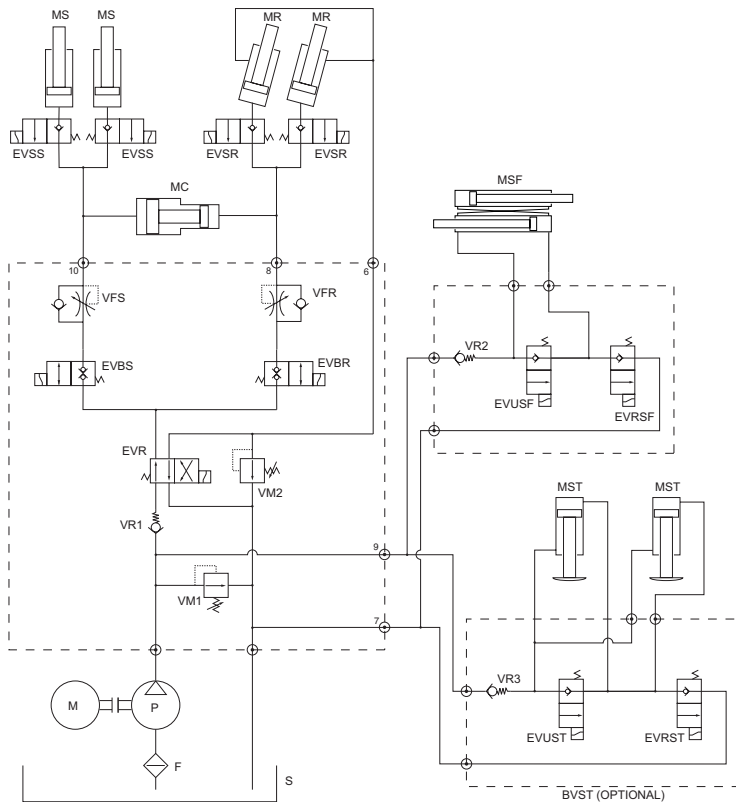 MS
MS
MR
MR
EVSS
EVSS
EVSR
EVSR
MC
MSF
10
8
6
VFS
VFR
VR2
EVBS
EVBR
EVUSF
EVRSF
EVR
VM2
MST
MST
VR1
9
VM1
7
VR3
M
P
EVUST
EVRST
F
S
BVST (OPTIONAL)